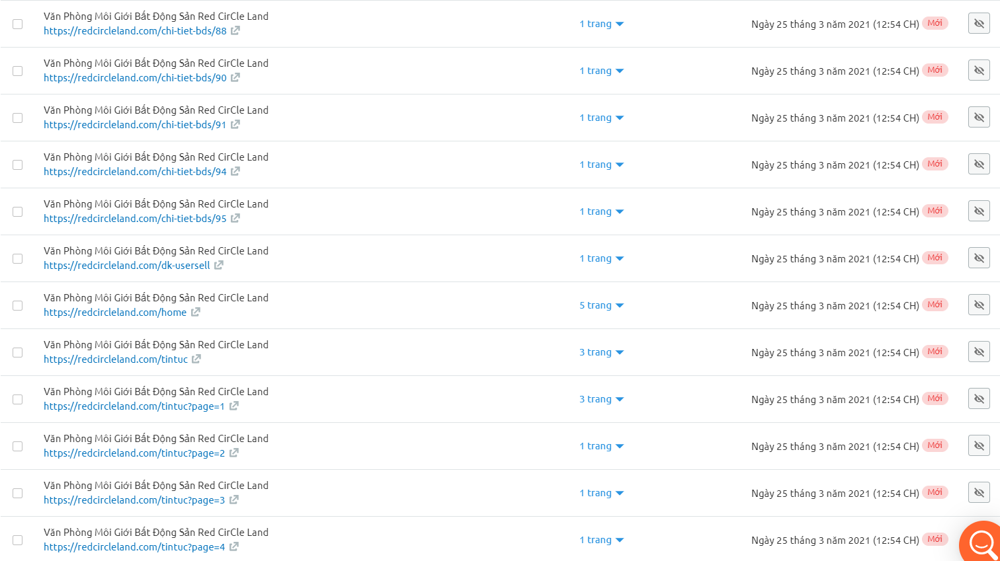 Văn Phòng Môi Giới Bất Động Sản Red CirCle Land
https://redcircleland.com/chi-tiet-bds/88
1 trang
Ngày 25 tháng 3 năm 2021 (12:54 CH) Mới
Văn Phòng Môi Giới Bất Động Sản Red CirCle Land
https://redcircleland.com/chi-tiet-bds/90
1 trang
Ngày 25 tháng 3 năm 2021 (12:54 CH) Mới
Văn Phòng Môi Giới Bất Động Sản Red CirCle Land
https://redcircleland.com/chi-tiet-bds/91
1 trang
Ngày 25 tháng 3 năm 2021 (12:54 CH) Mới
Văn Phòng Môi Giới Bất Động Sản Red CirCle Land
https://redcircleland.com/chi-tiet-bds/94
1 trang
Ngày 25 tháng 3 năm 2021 (12:54 CH) Mới
Văn Phòng Môi Giới Bất Động Sản Red CirCle Land
https://redcircleland.com/chi-tiet-bds/95
1 trang
Ngày 25 tháng 3 năm 2021 (12:54 CH) Mới
Văn Phòng Môi Giới Bất Động Sản Red CirCle Land
https://redcircleland.com/dk-usersell
1 trang
Ngày 25 tháng 3 năm 2021 (12:54 CH) Mới
Văn Phòng Môi Giới Bất Động Sản Red CirCle Land
https://redcircleland.com/home
5 trang
Ngày 25 tháng 3 năm 2021 (12:54 CH) Mới
Văn Phòng Môi Giới Bất Động Sản Red CirCle Land
https://redcircleland.com/tintuc
3 trang
Ngày 25 tháng 3 năm 2021 (12:54 CH) Mới
Văn Phòng Môi Giới Bất Động Sản Red CirCle Land
https://redcircleland.com/tintuc?page=1
3 trang
Ngày 25 tháng 3 năm 2021 (12:54 CH) Mới
Văn Phòng Môi Giới Bất Động Sản Red CirCle Land
https://redcircleland.com/tintuc?page=2
1 trang
Ngày 25 tháng 3 năm 2021 (12:54 CH) Mới
Văn Phòng Môi Giới Bất Động Sản Red CirCle Land
https://redcircleland.com/tintuc?page=3
1 trang
Ngày 25 tháng 3 năm 2021 (12:54 CH) Mới
Văn Phòng Môi Giới Bất Động Sản Red CirCle Land
https://redcircleland.com/tintuc?page=4
1 trang
Ngày 25 tháng 3 năm 2021 (12:54 CH) Mới